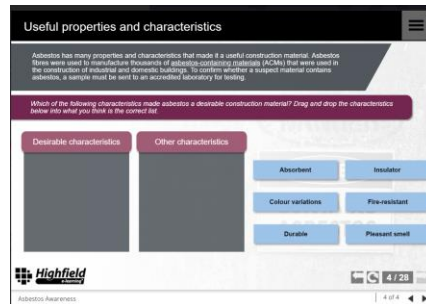 Useful properties and characteristics
Asbestos has many properties and characteristics that made it a useful construction material. Asbestos
fibres were used to manufacture thousands of asbestos-containing materials (ACMs) that were used in
the construction of industrial and domestic buildings. To confirm whether a suspect material contains
asbestos, a sample must be sent to an accredited laboratory for testing.
Which of the following characteristics made asbestos a desirable construction material? Drag and drop the characteristics
below into what you think is the correct list.
Desirable characteristics
Other characteristics
Absorbent
Insulator
Colour variations
Fire-resistant
Durable
Pleasant smell
Highfield
e-learning
4 / 28
Asbestos Awareness
4 of 4